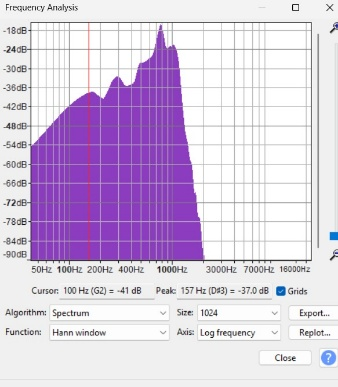 Frequency Analysis
-18dB
-24dB
-30dB
-36dB
-42dB
-48dB
-54dB
-60dB
-66dB
-72dB
-78dB
-84dB
-90dB
50Hz 100Hz 200Hz 400Hz 1000Hz 3000Hz 7000Hz 16000Hz
Cursor: 100 Hz (G2) = -41 dB Peak: 157 Hz (D#3) = -37.0 dB Grids
Algorithm: Spectrum Size: 1024 Export...
Function: Hann window Axis: Log frequency Replot...
Close ?